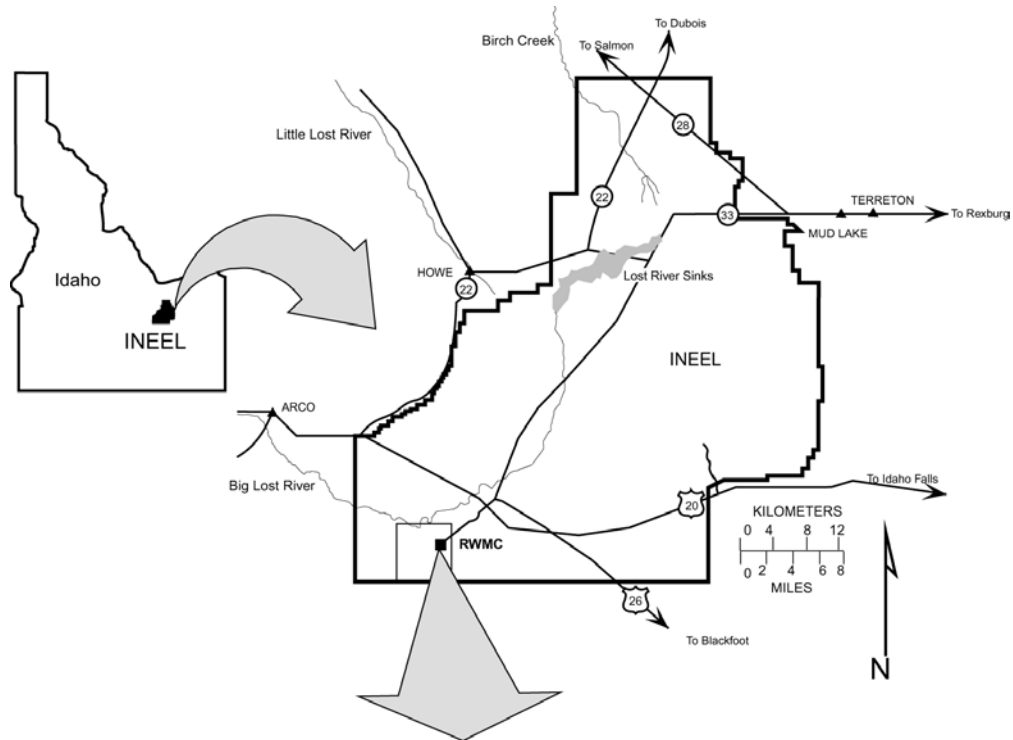 To Dubois
Birch Creek
To Salmon
28
Little Lost River
22
Idaho
TERRETON
33
To Rexburg
MUD LAKE
HOWE
Lost River Sinks
22
INEEL
INEEL
ARCO
Big Lost River
To Idaho Falls
20
KILOMETERS
0 4 8 12
RWMC
0 2 4 6 8
MILES
26
To Blackfoot
N